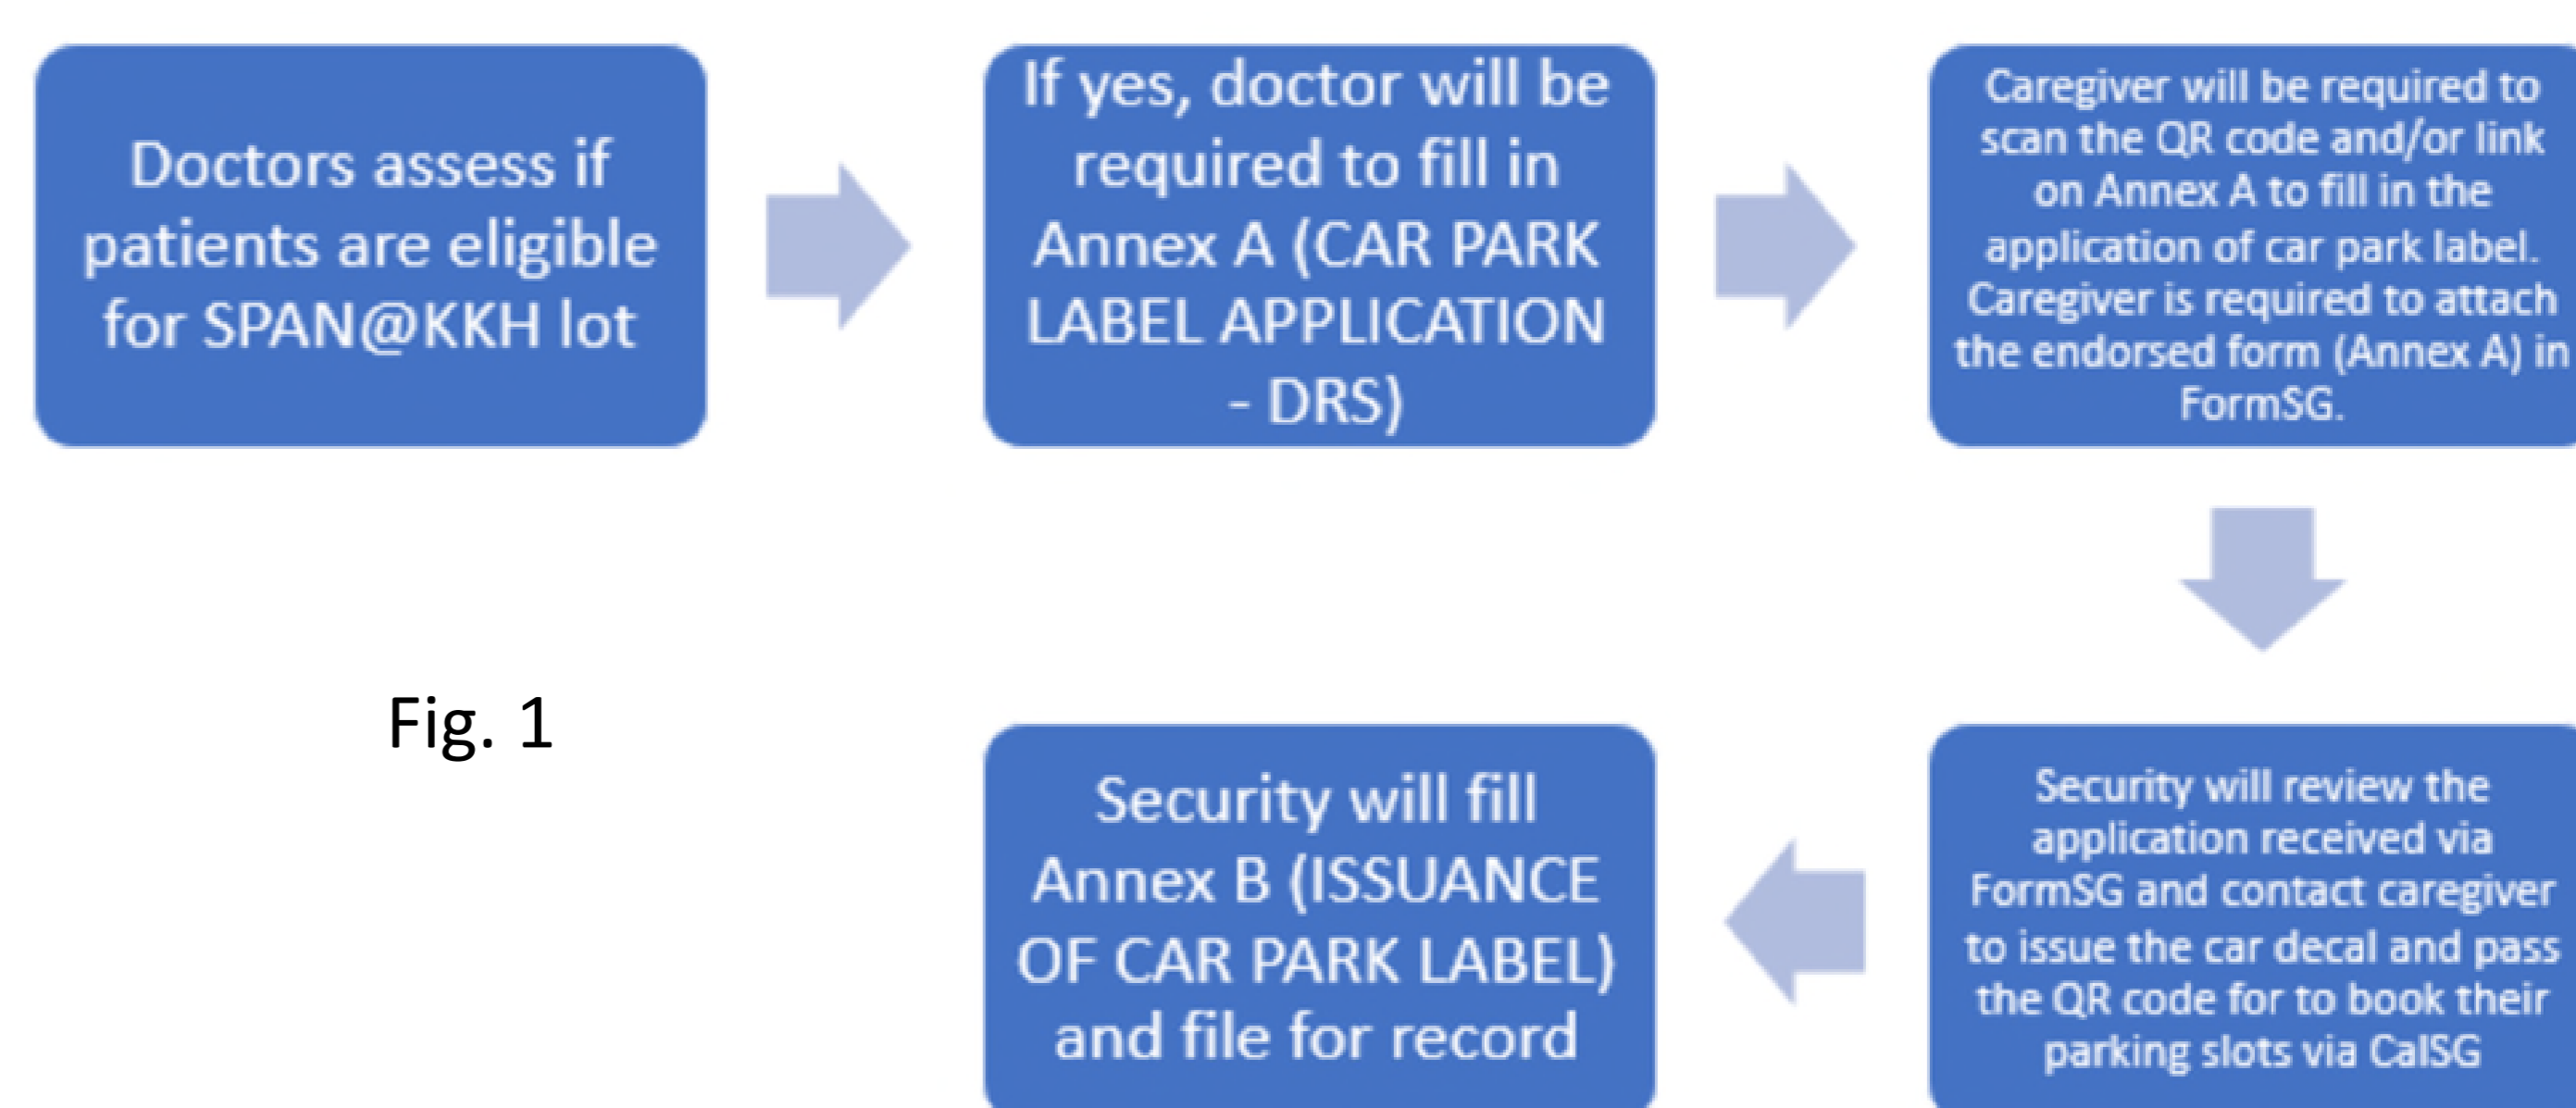 Doctors assess if
patients are eligible
for SPAN@KKH lot
If yes, doctor will be
required to fill in
Annex A (CAR PARK
LABEL APPLICATION
- DRS)
Caregiver will be required to
scan the QR code and/or link
on Annex A to fill in the
application of car park label.
Caregiver is required to attach
the endorsed form (Annex A) in
FormSG.
Security will review the
application received via
FormSG and contact caregiver
to issue the car decal and pass
the QR code for to book their
parking slots via CalSG
Security will fill
Annex B (ISSUANCE
OF CAR PARK LABEL)
and file for record
Fig. 1